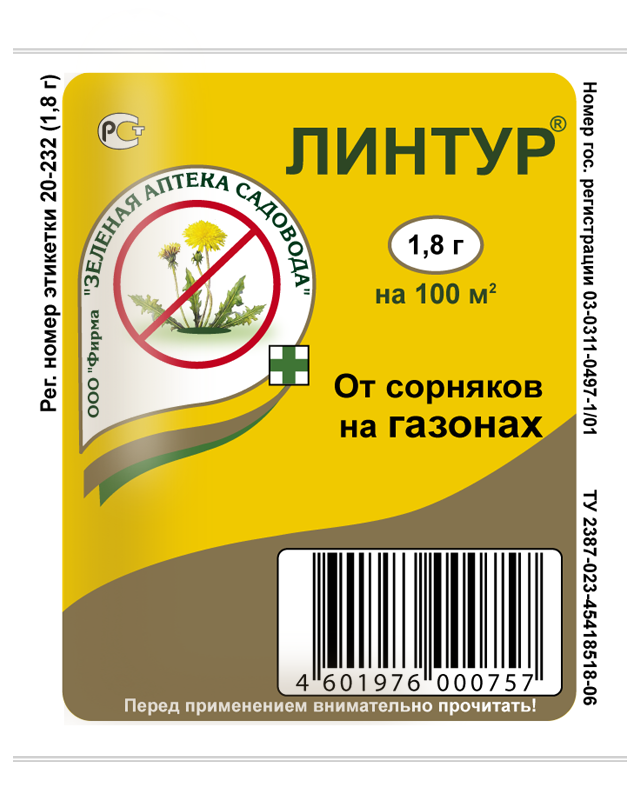 Рег. номер этикетки 20-232 (1,8 г)
РСТ
ЛИНТУР®
ООО "Фирма "ЗЕЛЕНАЯ АПТЕКА САДОВОДА"
1,8 г
на 100 м²
От сорняков
на газонах
4 601976 000757
Перед применением внимательно прочитать!
Номер гос. регистрации 03-0311-0497-1/01
ТУ 2387-023-45418518-06